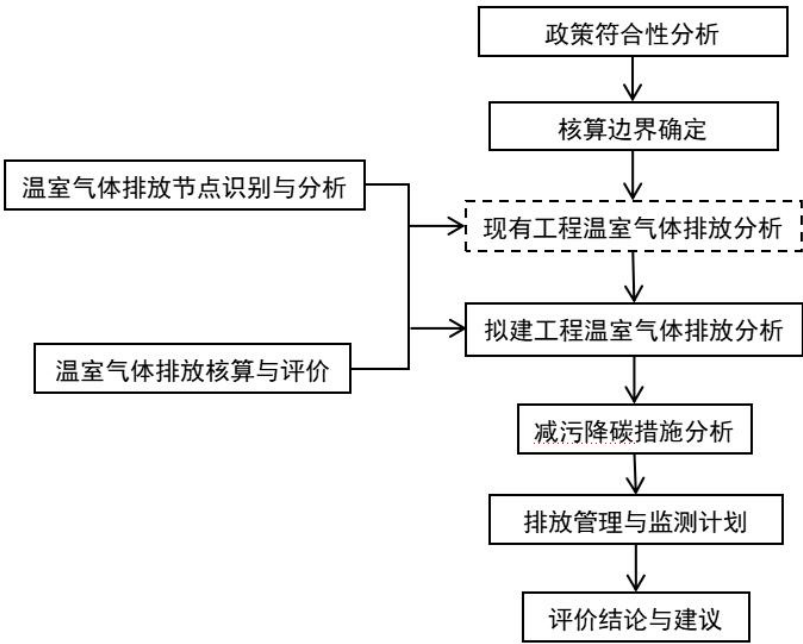 政策符合性分析
核算边界确定
温室气体排放节点识别与分析
现有工程温室气体排放分析
拟建工程温室气体排放分析
温室气体排放核算与评价
减污降碳措施分析
排放管理与监测计划
评价结论与建议